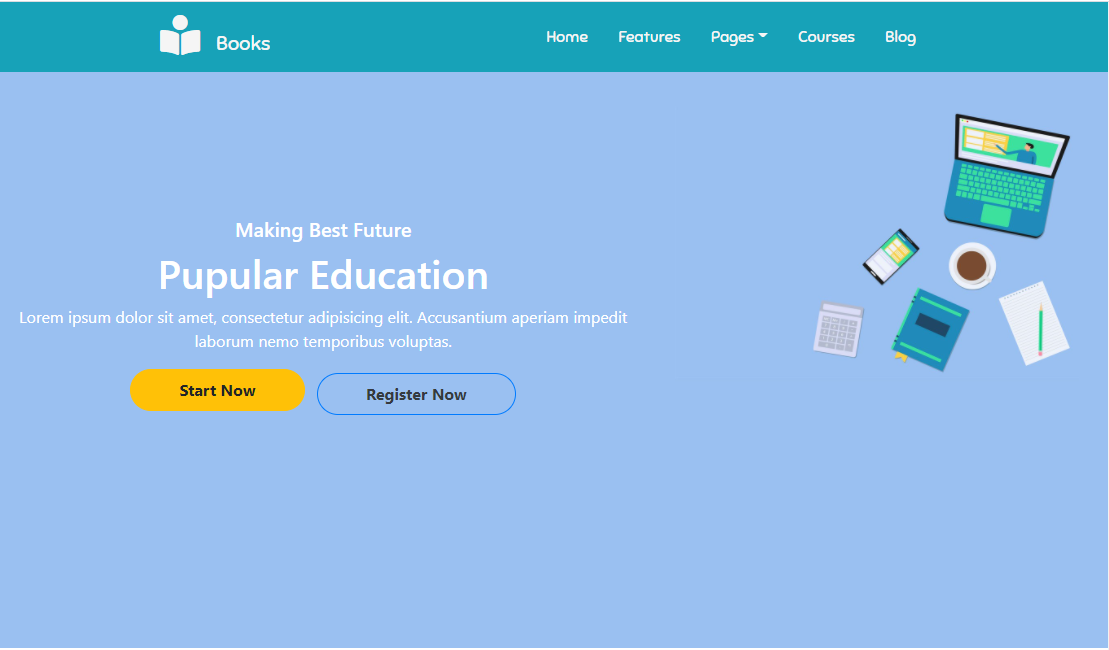 Books
Home Features Pages Courses Blog
Making Best Future
Pupular Education
Lorem ipsum dolor sit amet, consectetur adipisicing elit. Accusantium aperiam impedit
laborum nemo temporibus voluptas.
Start Now Register Now